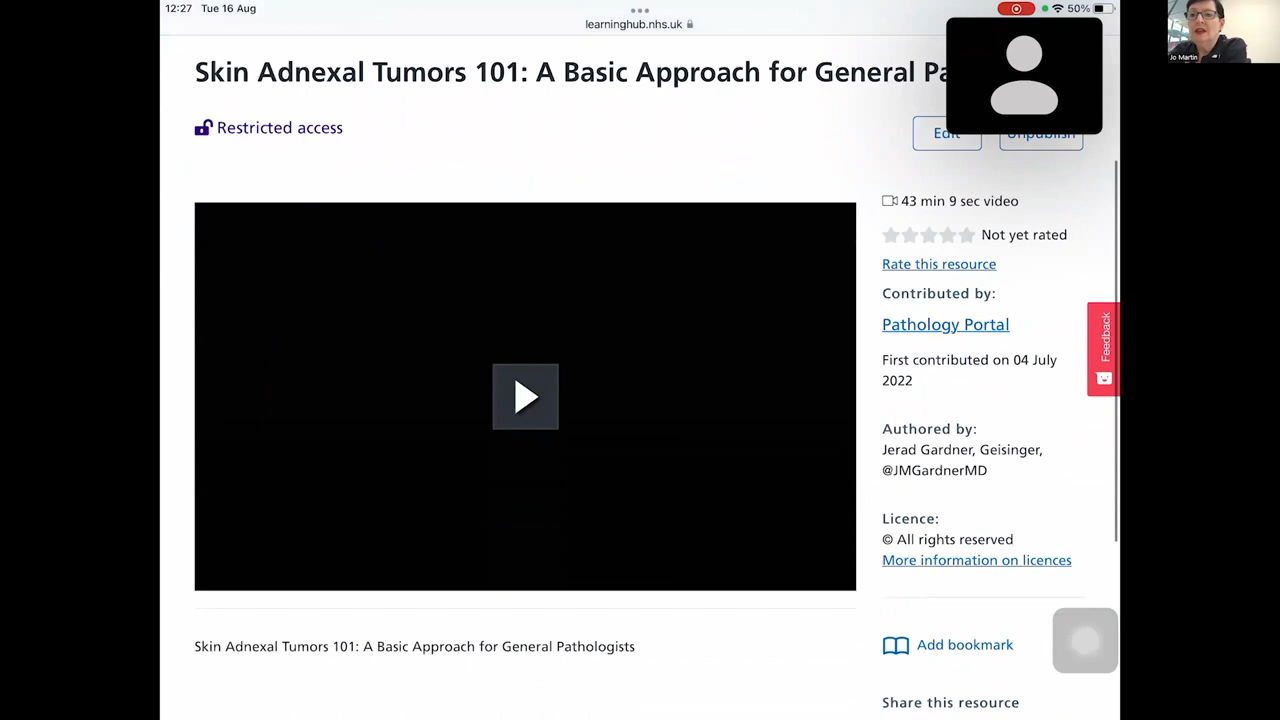 12:27 Tue 16 Aug
50%
learninghub.nhs.uk
Jo Martin
Skin Adnexal Tumors 101: A Basic Approach for General Pa
Restricted access
Edit
Unpublish
43 min 9 sec video
Not yet rated
Rate this resource
Contributed by:
Pathology Portal
Feedback
First contributed on 04 July
2022
Authored by:
Jerad Gardner, Geisinger,
@JMGardnerMD
Licence:
© All rights reserved
More information on licences
Skin Adnexal Tumors 101: A Basic Approach for General Pathologists
Add bookmark
Share this resource